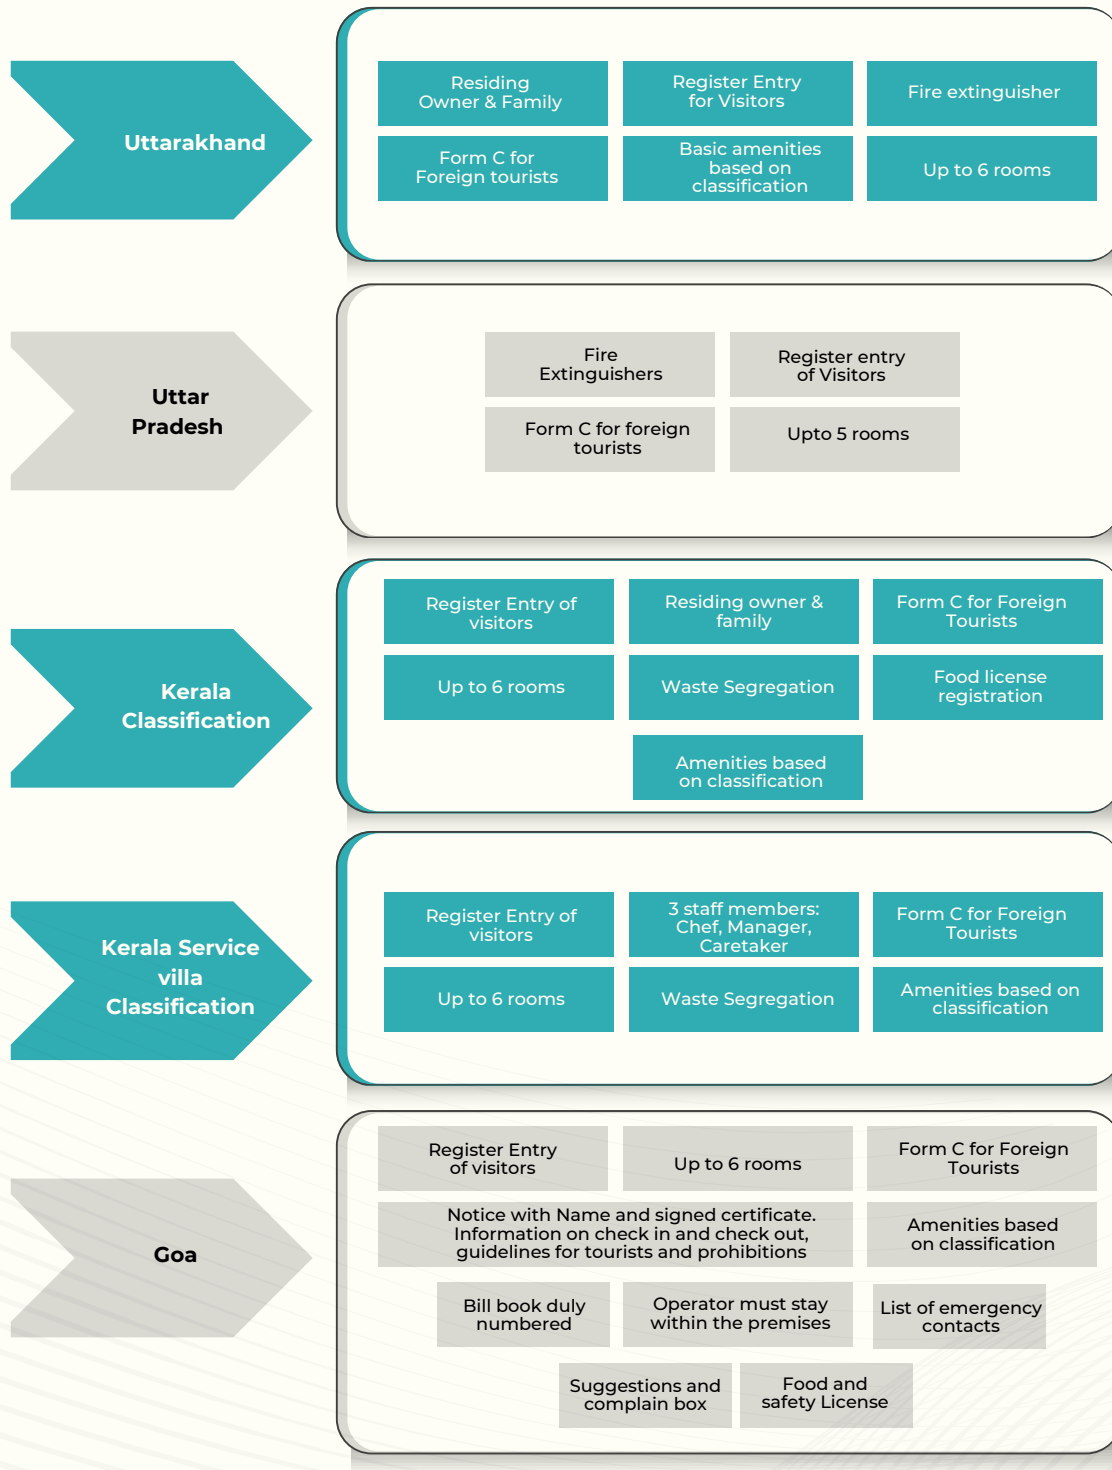 Uttarakhand
Residing
Owner & Family
Register Entry
for Visitors
Fire extinguisher
Form C for
Foreign tourists
Basic amenities
based on
classification
Up to 6 rooms
Uttar
Pradesh
Fire
Extinguishers
Register entry
of Visitors
Form C for foreign
tourists
Upto 5 rooms
Kerala
Classification
Register Entry of
visitors
Residing owner &
family
Form C for Foreign
Tourists
Up to 6 rooms
Waste Segregation
Food license
registration
Amenities based
on classification
Kerala Service
villa
Classification
Register Entry of
visitors
3 staff members:
Chef, Manager,
Caretaker
Form C for Foreign
Tourists
Up to 6 rooms
Waste Segregation
Amenities based on
classification
Goa
Register Entry
of visitors
Up to 6 rooms
Form C for Foreign
Tourists
Notice with Name and signed certificate.
Information on check in and check out,
guidelines for tourists and prohibitions
Amenities based
on classification
Bill book duly
numbered
Operator must stay
within the premises
List of emergency
contacts
Suggestions and
complain box
Food and
safety License